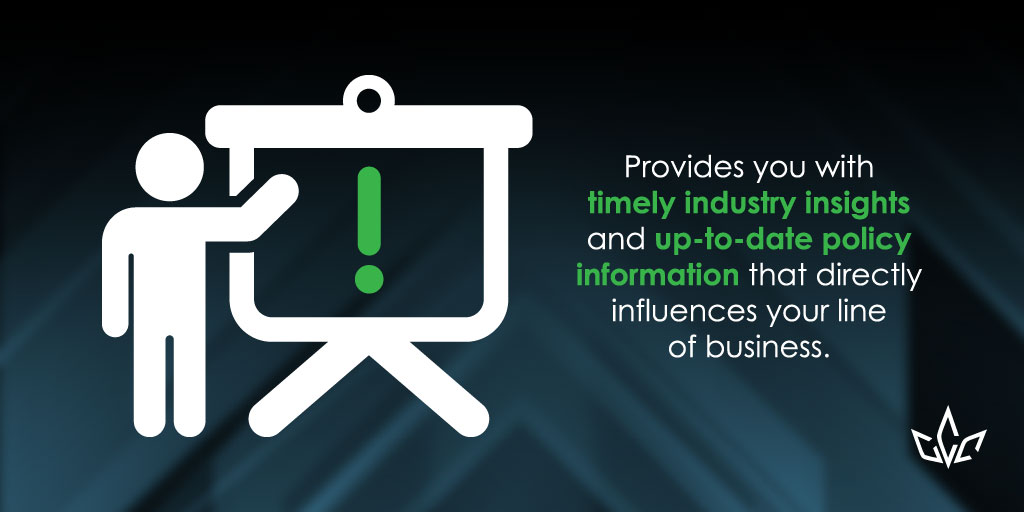 Provides you with
timely industry insights
and up-to-date policy
information that directly
influences your line
of business.